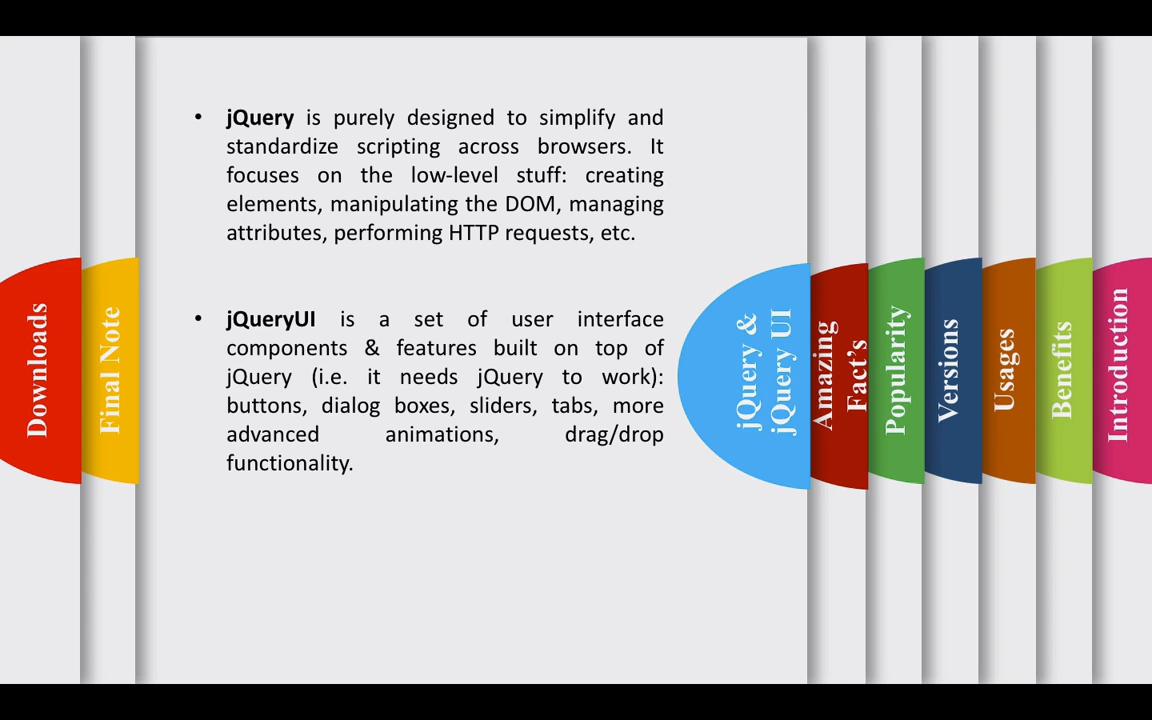 Downloads
Final Note
• jQuery is purely designed to simplify and
standardize scripting across browsers. It
focuses on the low-level stuff: creating
elements, manipulating the DOM, managing
attributes, performing HTTP requests, etc.
• jQueryUI is a set of user interface
components & features built on top of
jQuery (i.e. it needs jQuery to work):
buttons, dialog boxes, sliders, tabs, more
advanced animations, drag/drop
functionality.
jQuery &
jQuery UI
Amazing
Fact's
Popularity
Versions
Usages
Benefits
Introduction